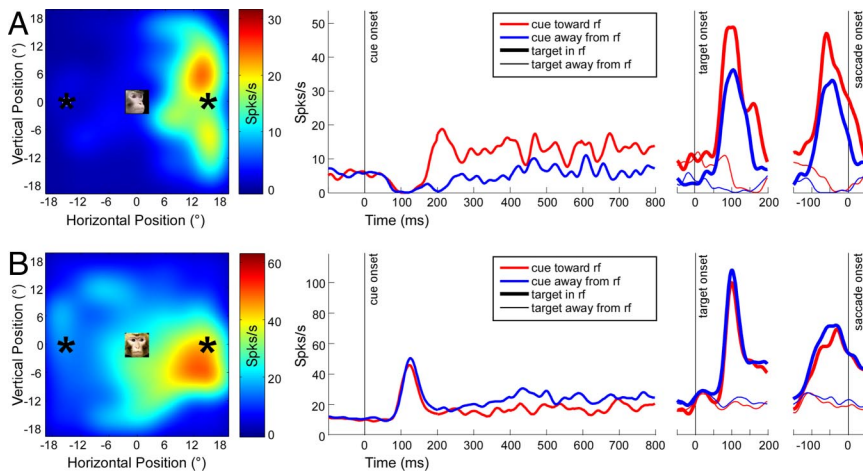 A
Vertical Position (°)
18
12
6
0
-6
-12
-18
*
*
-18 -12 -6 0 6 12 18
Horizontal Position (°)
30
20
10
0
Spks/s
Spks/s
50
40
30
20
10
0
cue onset
cue toward rf
cue away from rf
target in rf
target away from rf
0 100 200 300 400 500 600 700 800
Time (ms)
target onset
0 100 200
saccade onset
-100 0
B
Vertical Position (°)
18
12
6
0
-6
-12
-18
*
*
-18 -12 -6 0 6 12 18
Horizontal Position (°)
60
50
40
30
20
10
0
Spks/s
Spks/s
100
80
60
40
20
0
cue onset
cue toward rf
cue away from rf
target in rf
target away from rf
0 100 200 300 400 500 600 700 800
Time (ms)
target onset
0 100 200
saccade onset
-100 0